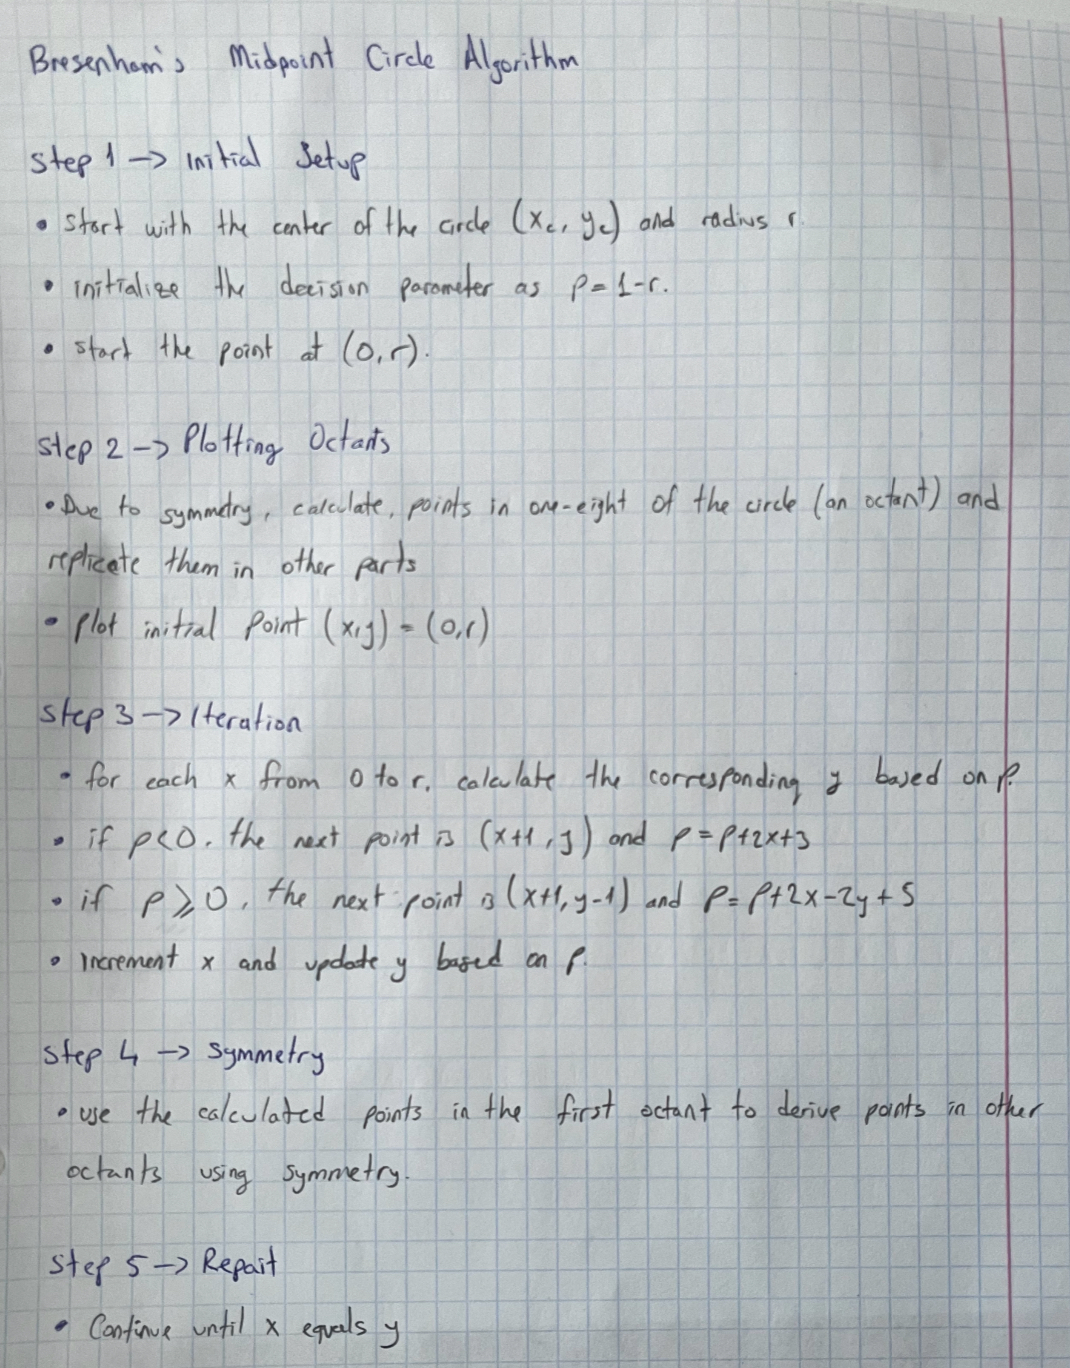 Bresenham's Midpoint Circle Algorithm
Step 1 -> Initial Setup
• start with the center of the circle (xc, yc) and radius r.
• initialize the decision parameter as p = 1-r.
• start the point at (0,r).
Step 2 -> Plotting Octants
• Due to symmetry, calculate, points in one-eight of the circle (an octant) and
replicate them in other parts
• Plot initial Point (x,y) = (0,r)
Step 3 -> Iteration
• for each x from 0 to r, calculate the corresponding y based on p.
• if p<0, the next point is (x+1, y) and p = p+2x+3
• if p ⩾ 0, the next point is (x+1, y-1) and p = p+2x-2y+5
• Increment x and update y based on p.
Step 4 -> Symmetry
• use the calculated points in the first octant to derive points in other
octants using symmetry.
Step 5 -> Repait
• Continue until x equals y